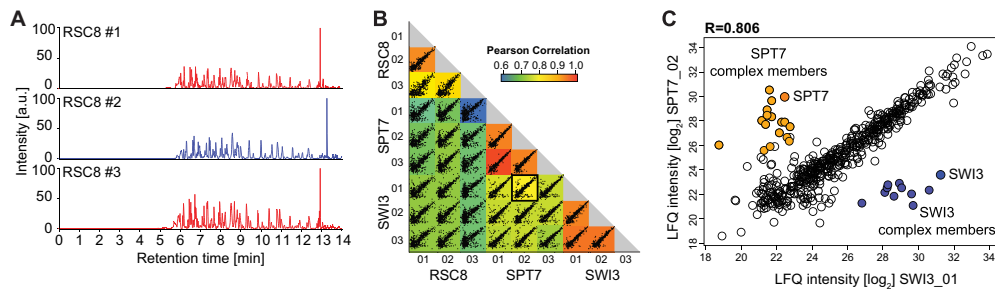 A
Intensity [a.u.]
100
50
0
RSC8 #1
100
50
0
RSC8 #2
100
50
0
RSC8 #3
0 1 2 3 4 5 6 7 8 9 10 11 12 13 14
Retention time [min]
B
Pearson Correlation
0.6 0.7 0.8 0.9 1.0
RSC8
01
02
03
SPT7
01
02
03
SWI3
01
02
03
01 02 03 01 02 03 01 02 03
RSC8 SPT7 SWI3
C
R=0.806
LFQ intensity [log2] SPT7_02
34
32
30
28
26
24
22
20
18
SPT7
complex members
SPT7
SWI3
SWI3
complex members
18 20 22 24 26 28 30 32 34
LFQ intensity [log2] SWI3_01